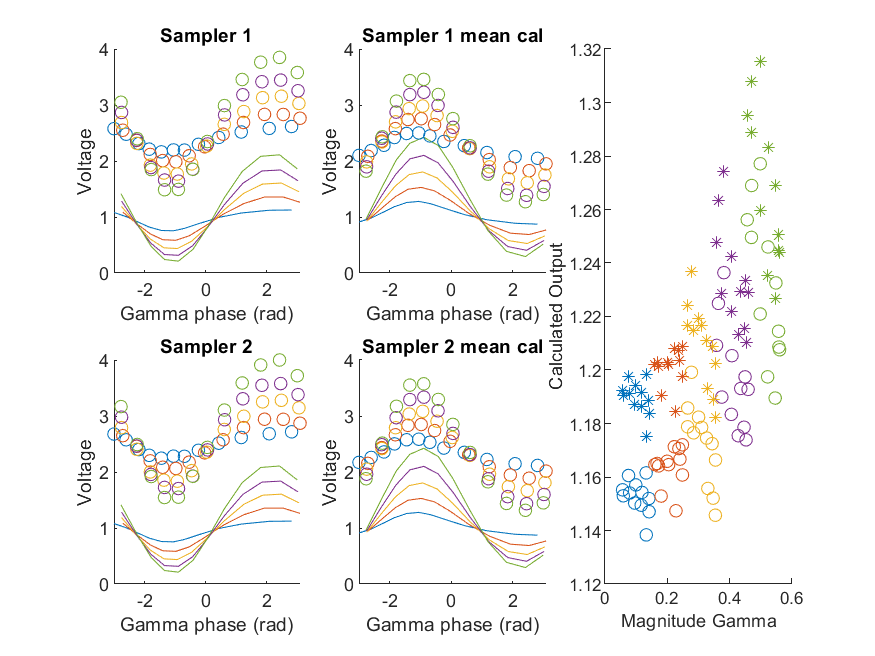 Sampler 1
4
3
2
1
0
Voltage
-2 0 2
Gamma phase (rad)
Sampler 1 mean cal
4
3
2
1
0
Voltage
-2 0 2
Gamma phase (rad)
Sampler 2
4
3
2
1
0
Voltage
-2 0 2
Gamma phase (rad)
Sampler 2 mean cal
4
3
2
1
0
Voltage
-2 0 2
Gamma phase (rad)
1.32
1.3
1.28
1.26
1.24
1.22
1.2
1.18
1.16
1.14
1.12
Calculated Output
0 0.2 0.4 0.6
Magnitude Gamma